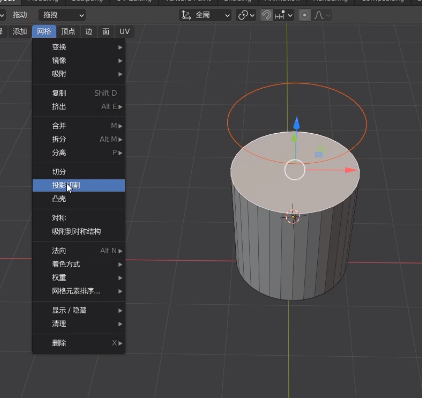 拖动 拖拽 全局
添加 网格 顶点 边 面 UV
变换
镜像
吸附
复制 Shift D
挤出 Alt E
合并 M
拆分 Alt M
分离 P
切分
投影切割
凸壳
对称
吸附到对称结构
法向 Alt N
着色方式
权重
网格元素排序...
显示 / 隐藏
清理
删除 X